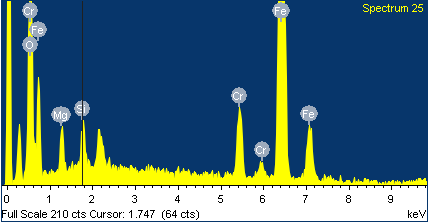 Spectrum 25
Cr
Fe
O
Mg
Si
Cr
Cr
Fe
Fe
0 1 2 3 4 5 6 7 8 9
Full Scale 210 cts Cursor: 1.747 (64 cts) keV